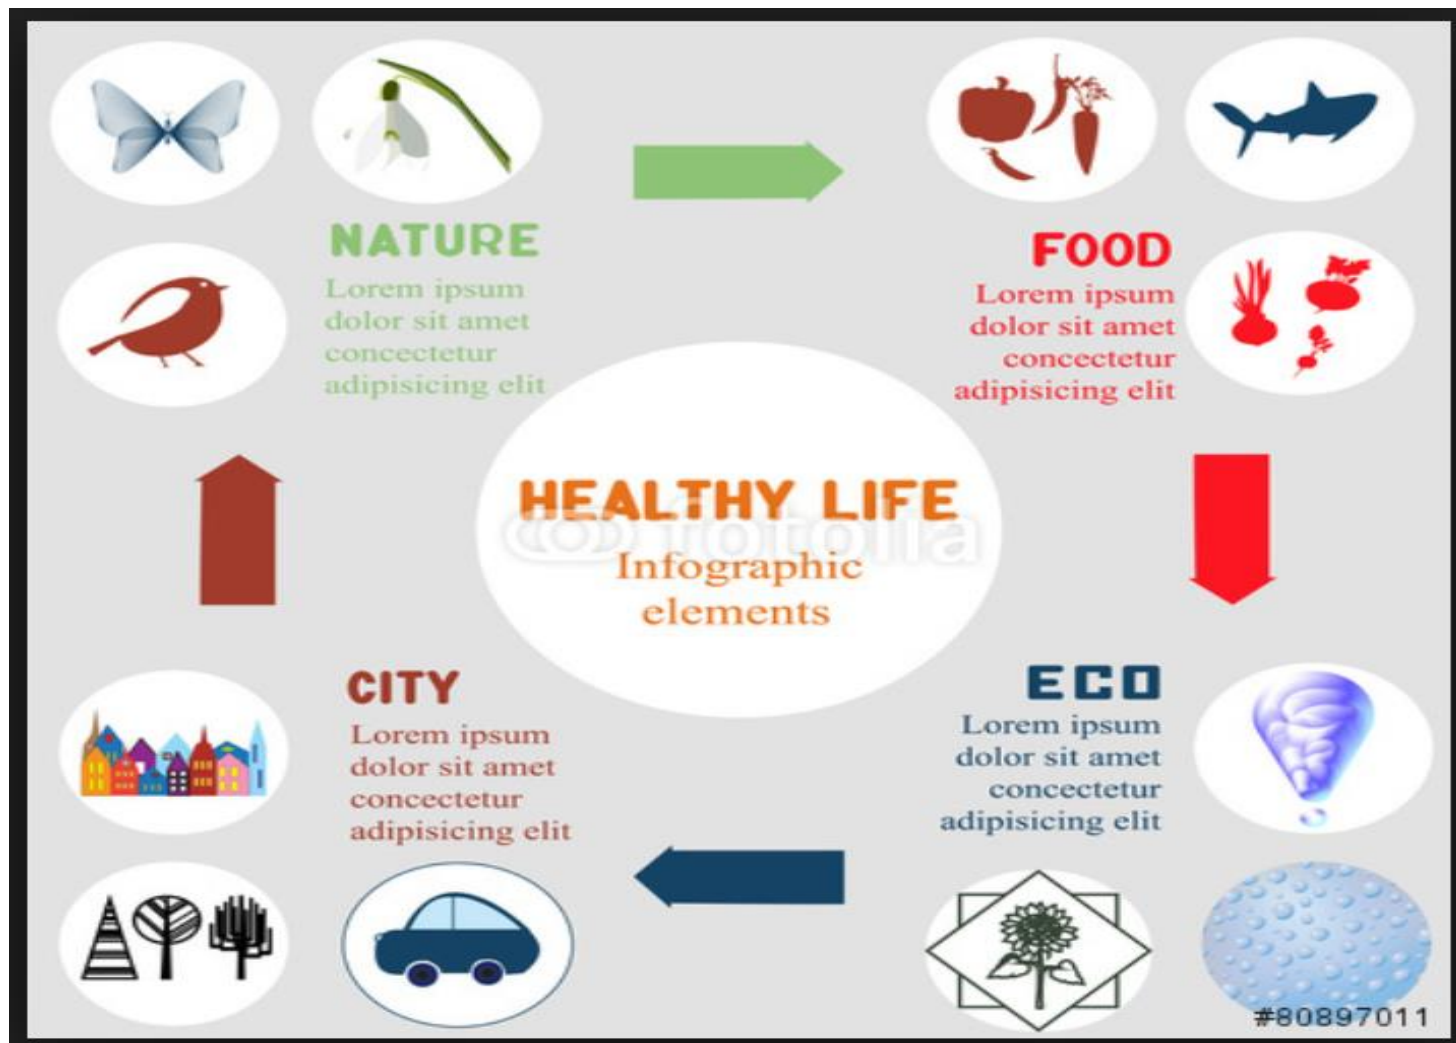 NATURE
Lorem ipsum
dolor sit amet
concectetur
adipisicing elit
FOOD
Lorem ipsum
dolor sit amet
concectetur
adipisicing elit
HEALTHY LIFE
fotolia
Infographic
elements
CITY
Lorem ipsum
dolor sit amet
concectetur
adipisicing elit
ECO
Lorem ipsum
dolor sit amet
concectetur
adipisicing elit
#80897011